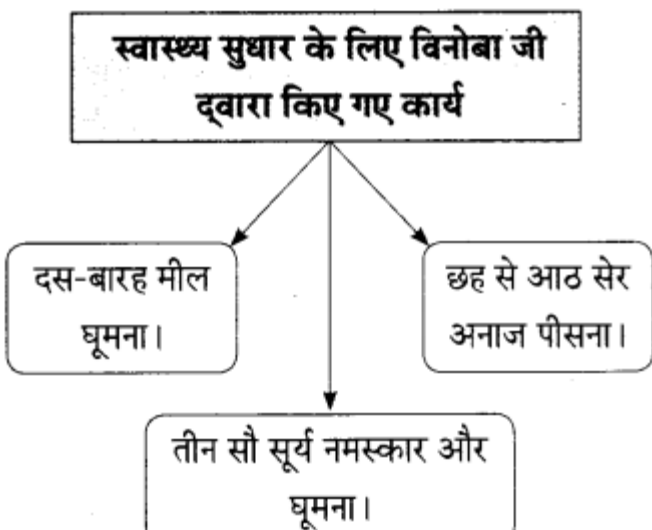 स्वास्थ्य सुधार के लिए विनोबा जी
द्वारा किए गए कार्य
दस-बारह मील
घूमना।
छह से आठ सेर
अनाज पीसना।
तीन सौ सूर्य नमस्कार और
घूमना।